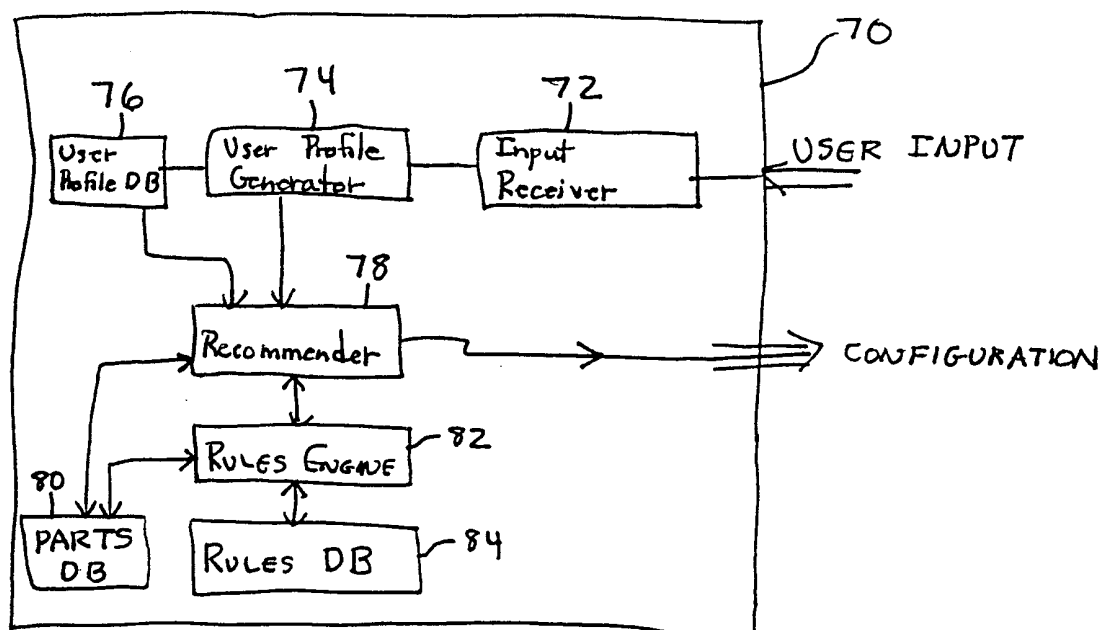 70
76
74
72
User
Profile DB
User Profile
Generator
Input
Receiver
USER INPUT
78
Recommender
CONFIGURATION
82
RULES ENGINE
80
PARTS
DB
84
RULES DB